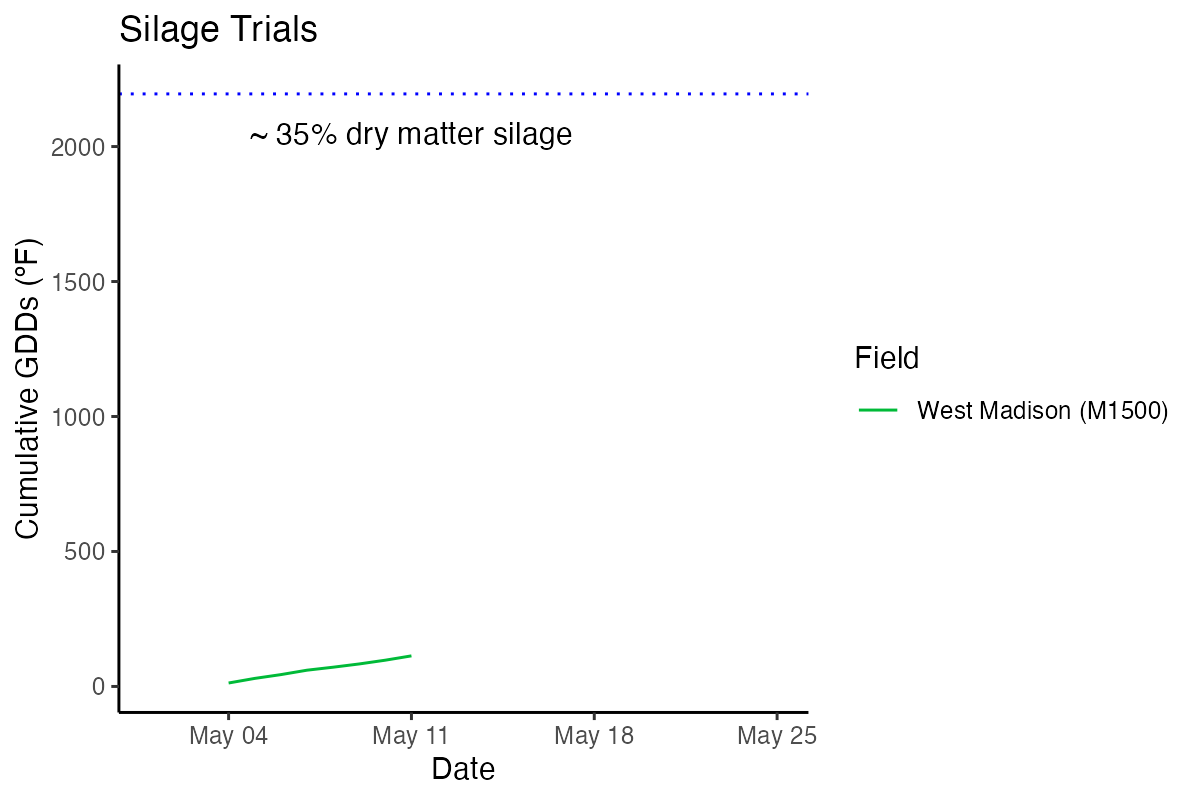 Silage Trials
~ 35% dry matter silage
2000
1500
1000
500
0
Cumulative GDDs (°F)
May 04
May 11
May 18
May 25
Date
Field
West Madison (M1500)